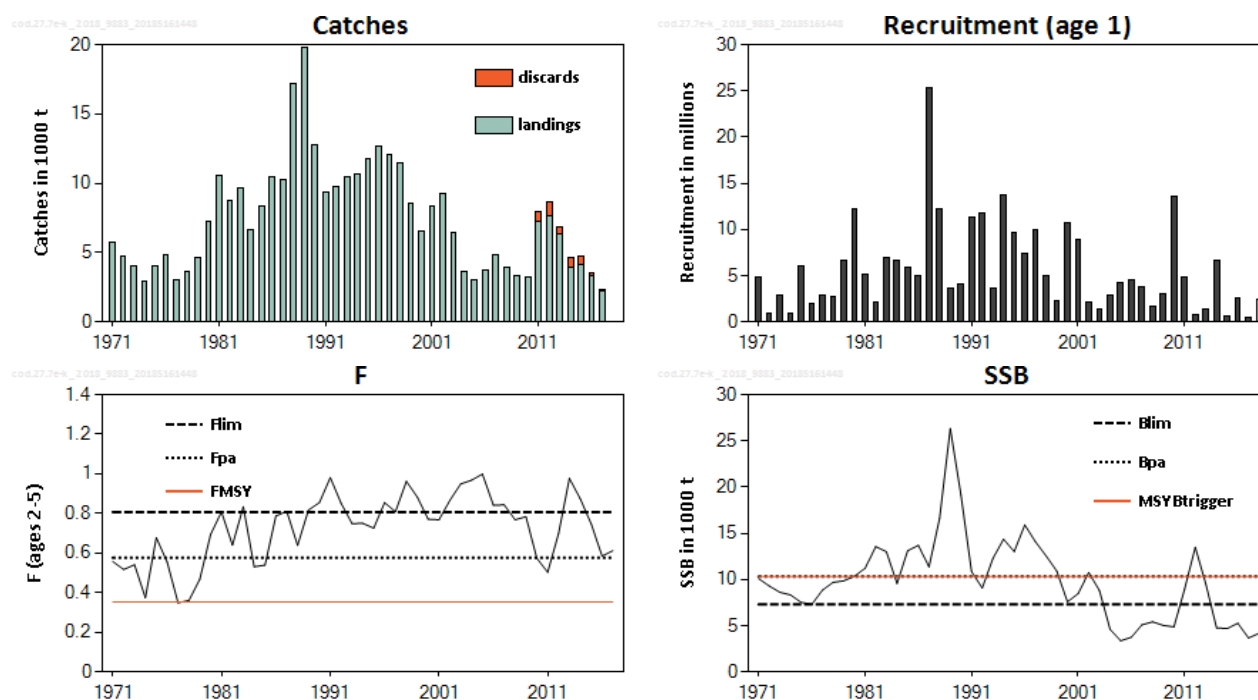 cod.27.7e-k_2018_9883_20185161448
Catches
20
15
10
5
0
Catches in 1000 t
discards
landings
1971 1981 1991 2001 2011
Recruitment (age 1)
30
25
20
15
10
5
0
Recruitment in millions
1971 1981 1991 2001 2011
cod.27.7e-k_2018_9883_20185161448
F
1.4
1.2
1
0.8
0.6
0.4
0.2
0
F (ages 2-5)
Flim
Fpa
FMSY
1971 1981 1991 2001 2011
cod.27.7e-k_2018_9883_20185161448
SSB
30
25
20
15
10
5
0
SSB in 1000 t
Blim
Bpa
MSYBtrigger
1971 1981 1991 2001 2011